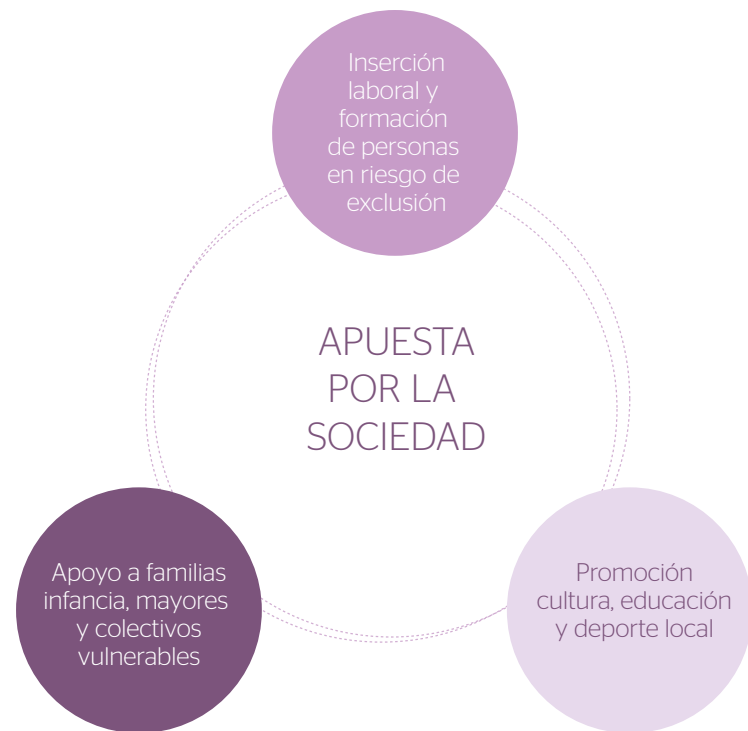 Inserción
laboral y
formación
de personas
en riesgo de
exclusión
APUESTA
POR LA
SOCIEDAD
Apoyo a familias
infancia, mayores
y colectivos
vulnerables
Promoción
cultura, educación
y deporte local